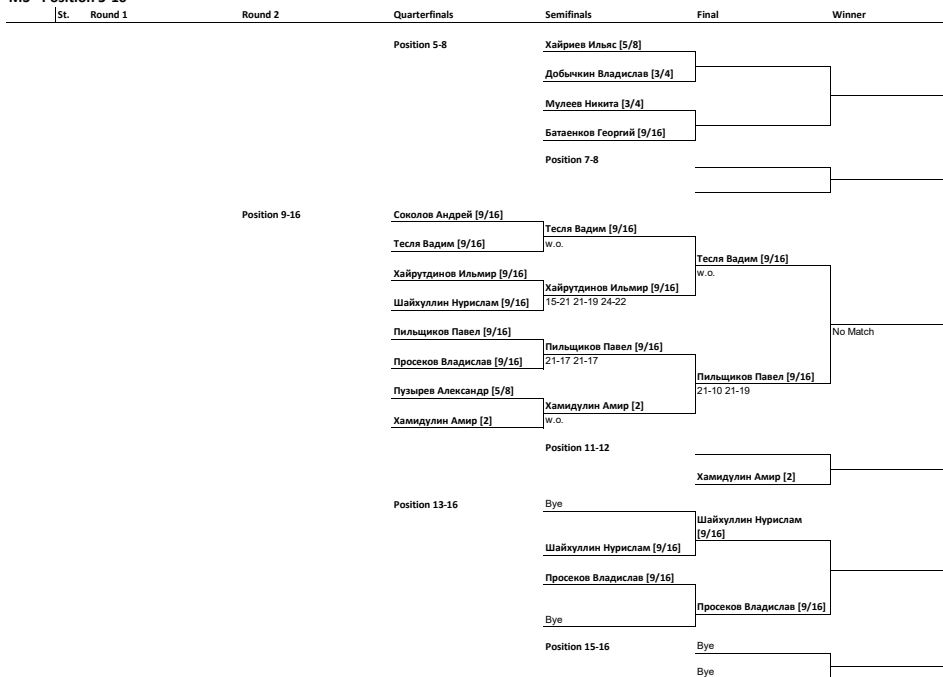 St. Round 1 Round 2 Quarterfinals Semifinals Final Winner
Position 5-8 Хайриев Ильяс [5/8]
Добычкин Владислав [3/4]
Мулеев Никита [3/4]
Батаенков Георгий [9/16]
Position 7-8
Position 9-16 Соколов Андрей [9/16]
Тесля Вадим [9/16]
Тесля Вадим [9/16] w.o.
Тесля Вадим [9/16]
Хайрутдинов Ильмир [9/16] w.o.
Хайрутдинов Ильмир [9/16]
Шайхуллин Нурислам [9/16] 15-21 21-19 24-22
Пильщиков Павел [9/16] No Match
Пильщиков Павел [9/16]
Просеков Владислав [9/16] 21-17 21-17
Пильщиков Павел [9/16]
Пузырев Александр [5/8] 21-10 21-19
Хамидулин Амир [2]
Хамидулин Амир [2] w.o.
Position 11-12
Хамидулин Амир [2]
Position 13-16 Bye
Шайхуллин Нурислам
[9/16]
Шайхуллин Нурислам [9/16]
Просеков Владислав [9/16]
Просеков Владислав [9/16]
Bye
Position 15-16 Bye
Bye